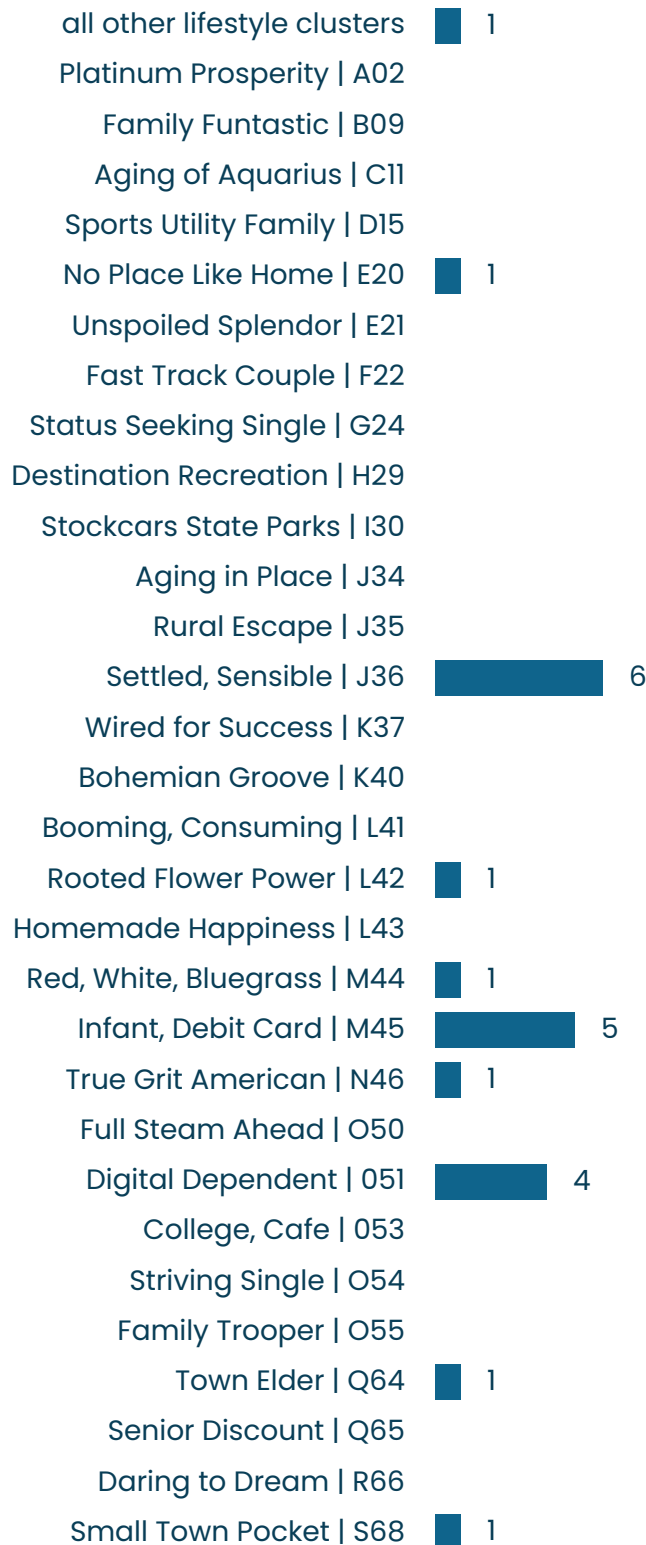 all other lifestyle clusters 1
Platinum Prosperity | A02
Family Funtastic | B09
Aging of Aquarius | C11
Sports Utility Family | D15
No Place Like Home | E20 1
Unspoiled Splendor | E21
Fast Track Couple | F22
Status Seeking Single | G24
Destination Recreation | H29
Stockcars State Parks | I30
Aging in Place | J34
Rural Escape | J35
Settled, Sensible | J36 6
Wired for Success | K37
Bohemian Groove | K40
Booming, Consuming | L41
Rooted Flower Power | L42 1
Homemade Happiness | L43
Red, White, Bluegrass | M44 1
Infant, Debit Card | M45 5
True Grit American | N46 1
Full Steam Ahead | O50
Digital Dependent | 051 4
College, Cafe | 053
Striving Single | O54
Family Trooper | O55
Town Elder | Q64 1
Senior Discount | Q65
Daring to Dream | R66
Small Town Pocket | S68 1